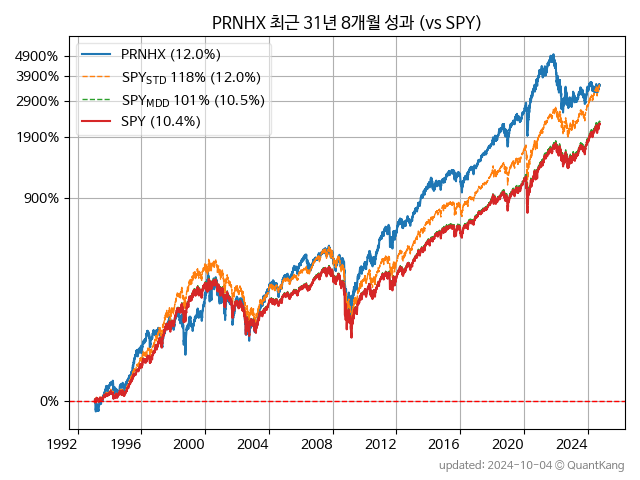 PRNHX 최근 31년 8개월 성과 (vs SPY)
PRNHX (12.0%)
SPY_STD 118% (12.0%)
SPY_MDD 101% (10.5%)
SPY (10.4%)
4900%
3900%
2900%
1900%
900%
0%
1992 1996 2000 2004 2008 2012 2016 2020 2024
updated: 2024-10-04 © QuantKang